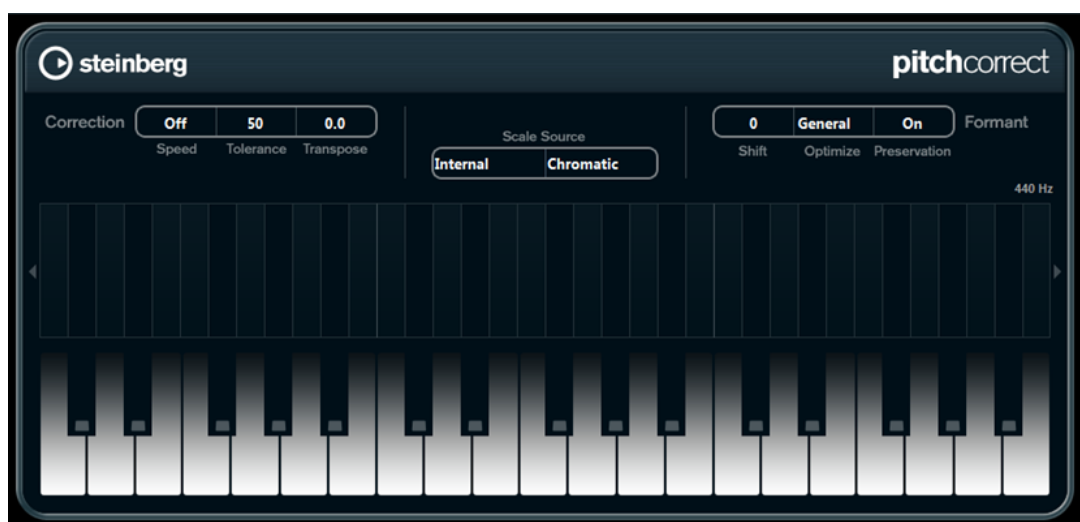 steinberg
pitchcorrect
Correction Off 50 0.0
Speed Tolerance Transpose
Scale Source
Internal Chromatic
0 General On Formant
Shift Optimize Preservation
440 Hz